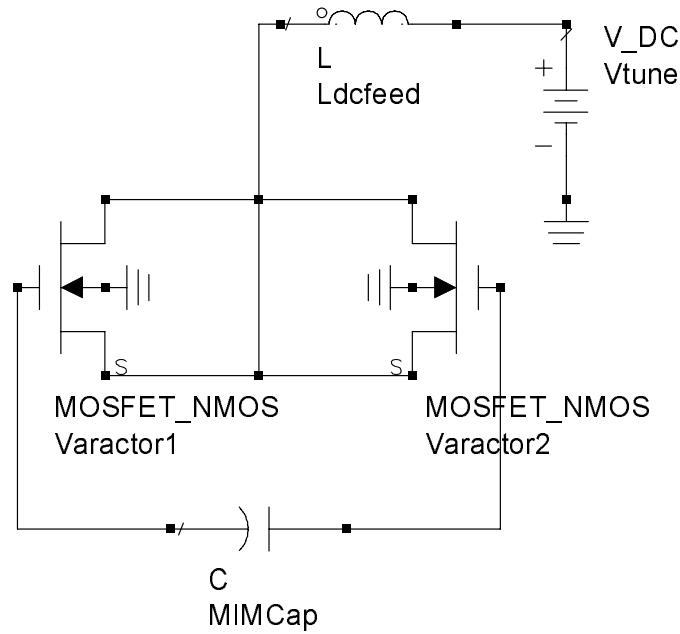 V_DC
Vtune
L
Ldcfeed
+
−
S
S
MOSFET_NMOS
Varactor1
MOSFET_NMOS
Varactor2
C
MIMCap